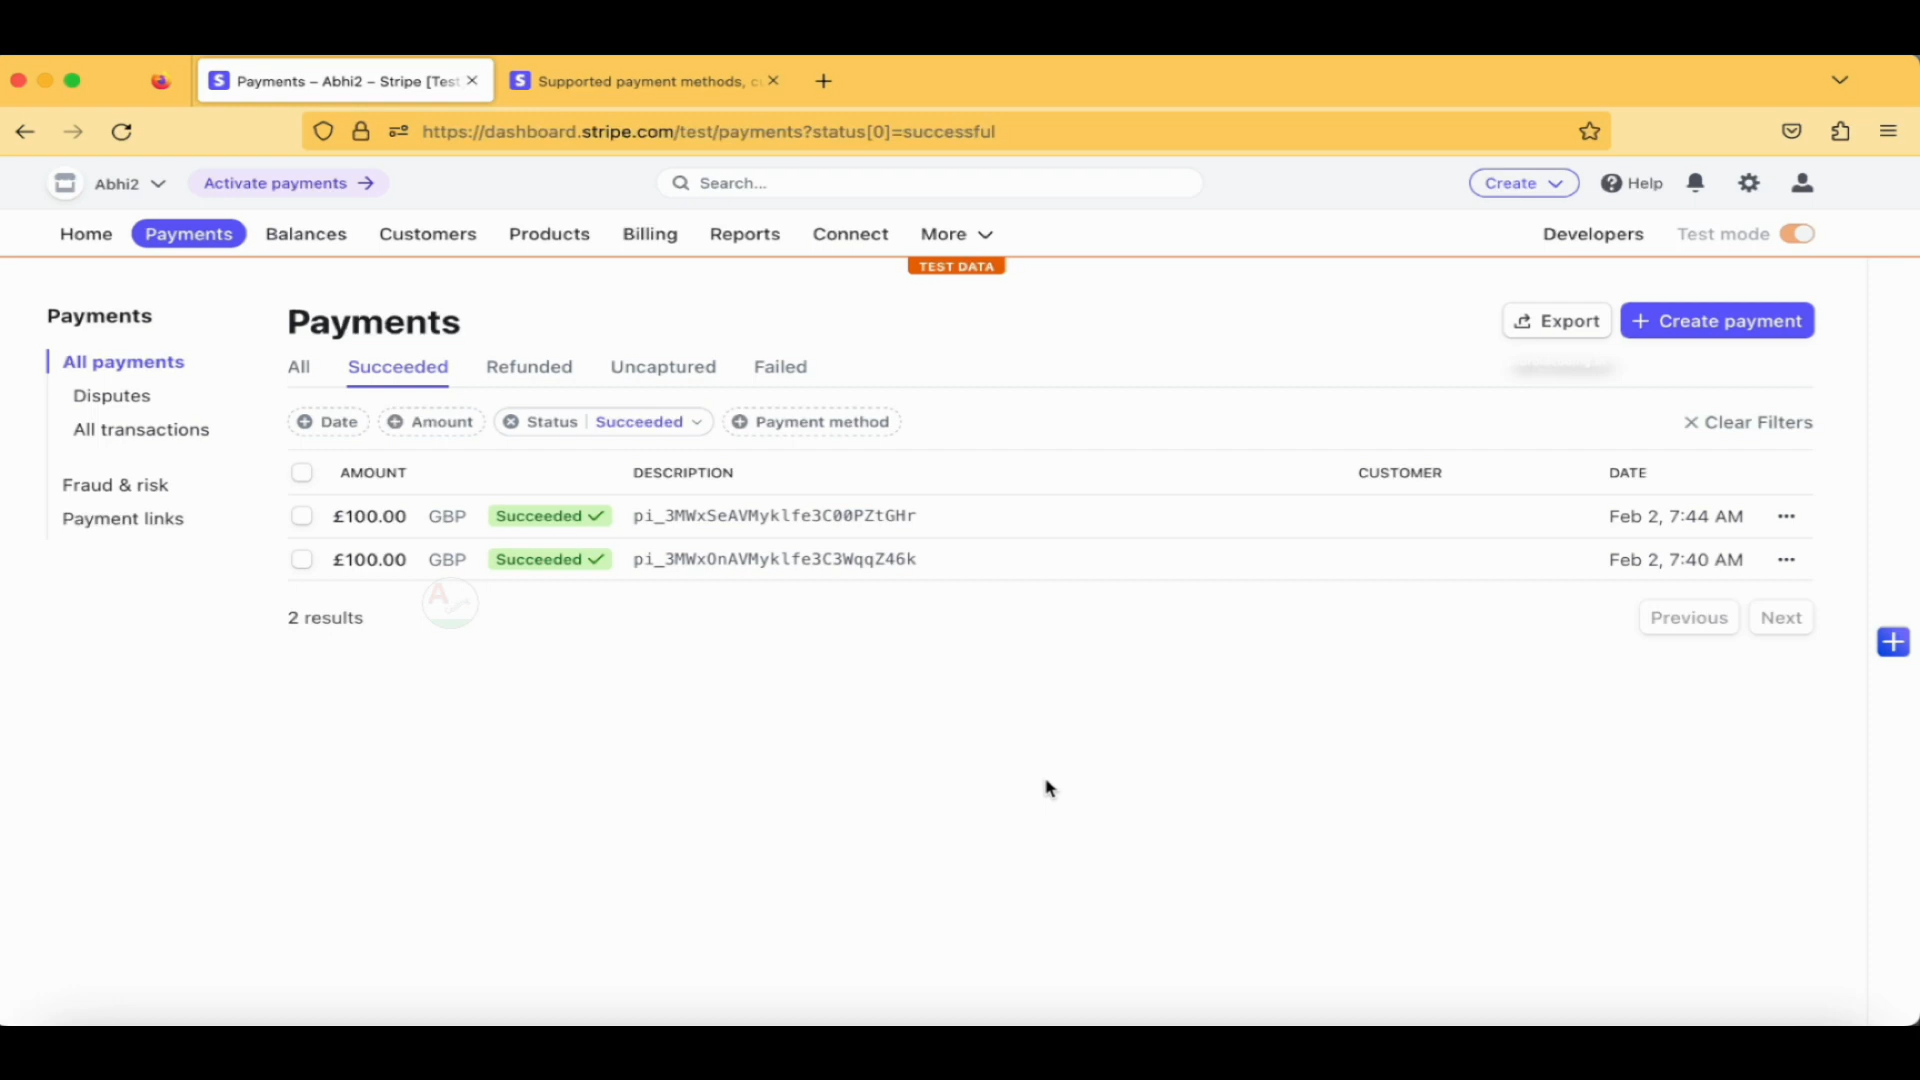 Payments – Abhi2 – Stripe [Test
Supported payment methods, c
https://dashboard.stripe.com/test/payments?status[0]=successful
Abhi2
Activate payments
Search...
Create
Help
Home
Payments
Balances
Customers
Products
Billing
Reports
Connect
More
Developers
Test mode
TEST DATA
Payments
All payments
Disputes
All transactions
Fraud & risk
Payment links
Payments
Export
Create payment
All
Succeeded
Refunded
Uncaptured
Failed
Date
Amount
Status | Succeeded
Payment method
Clear Filters
AMOUNT DESCRIPTION CUSTOMER DATE
£100.00 GBP Succeeded pi_3MWxSeAVMyklfe3C00PZtGHr Feb 2, 7:44 AM
£100.00 GBP Succeeded pi_3MWxOnAVMyklfe3C3WqqZ46k Feb 2, 7:40 AM
2 results
Previous
Next